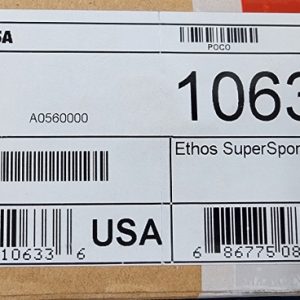 SA
POCO
1063
A0560000
Ethos SuperSpor
USA
10633 6
6 86775 08